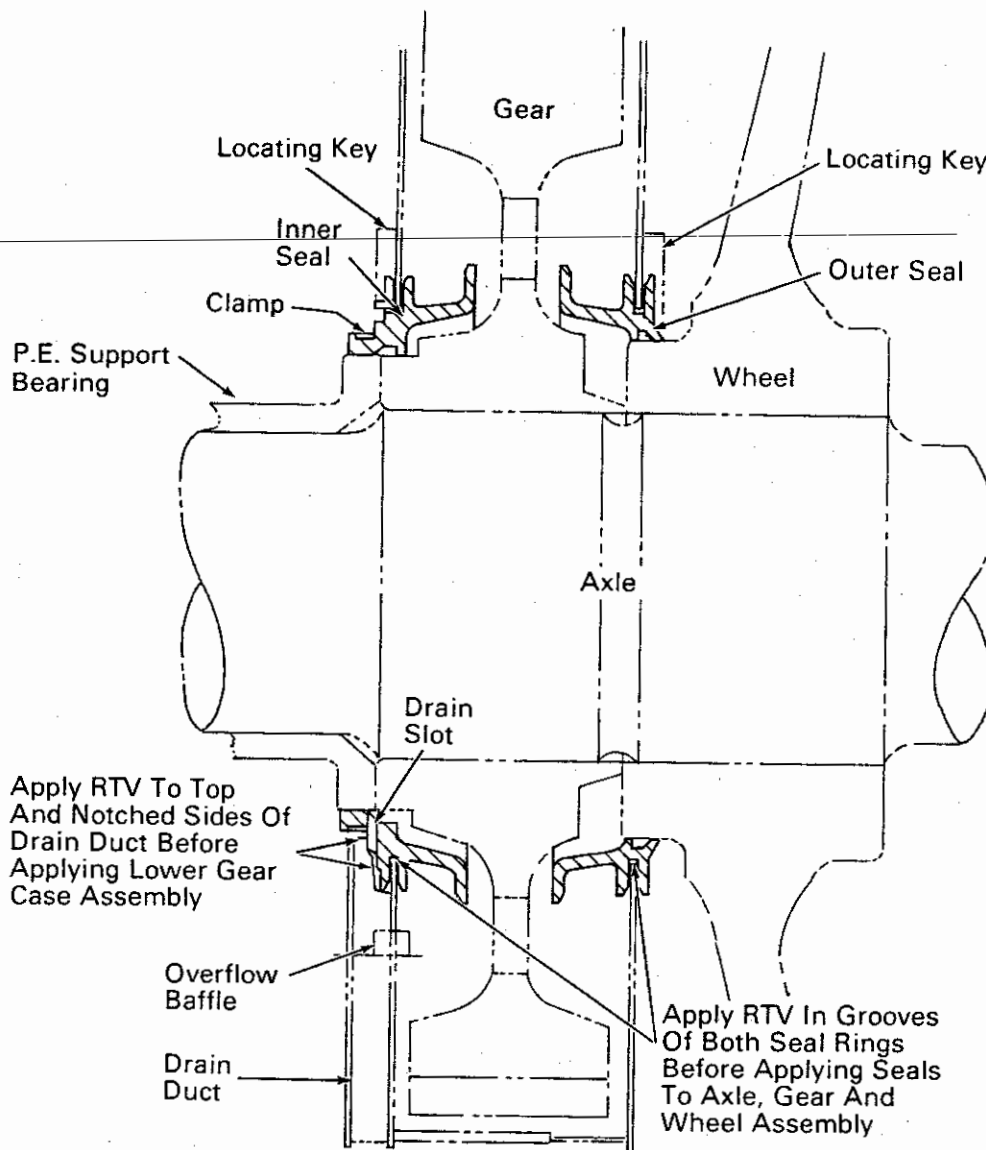 Gear
Locating Key
Locating Key
Inner
Seal
Outer Seal
Clamp
P.E. Support
Bearing
Wheel
Axle
Drain
Slot
Apply RTV To Top
And Notched Sides Of
Drain Duct Before
Applying Lower Gear
Case Assembly
Overflow
Baffle
Drain
Duct
Apply RTV In Grooves
Of Both Seal Rings
Before Applying Seals
To Axle, Gear And
Wheel Assembly